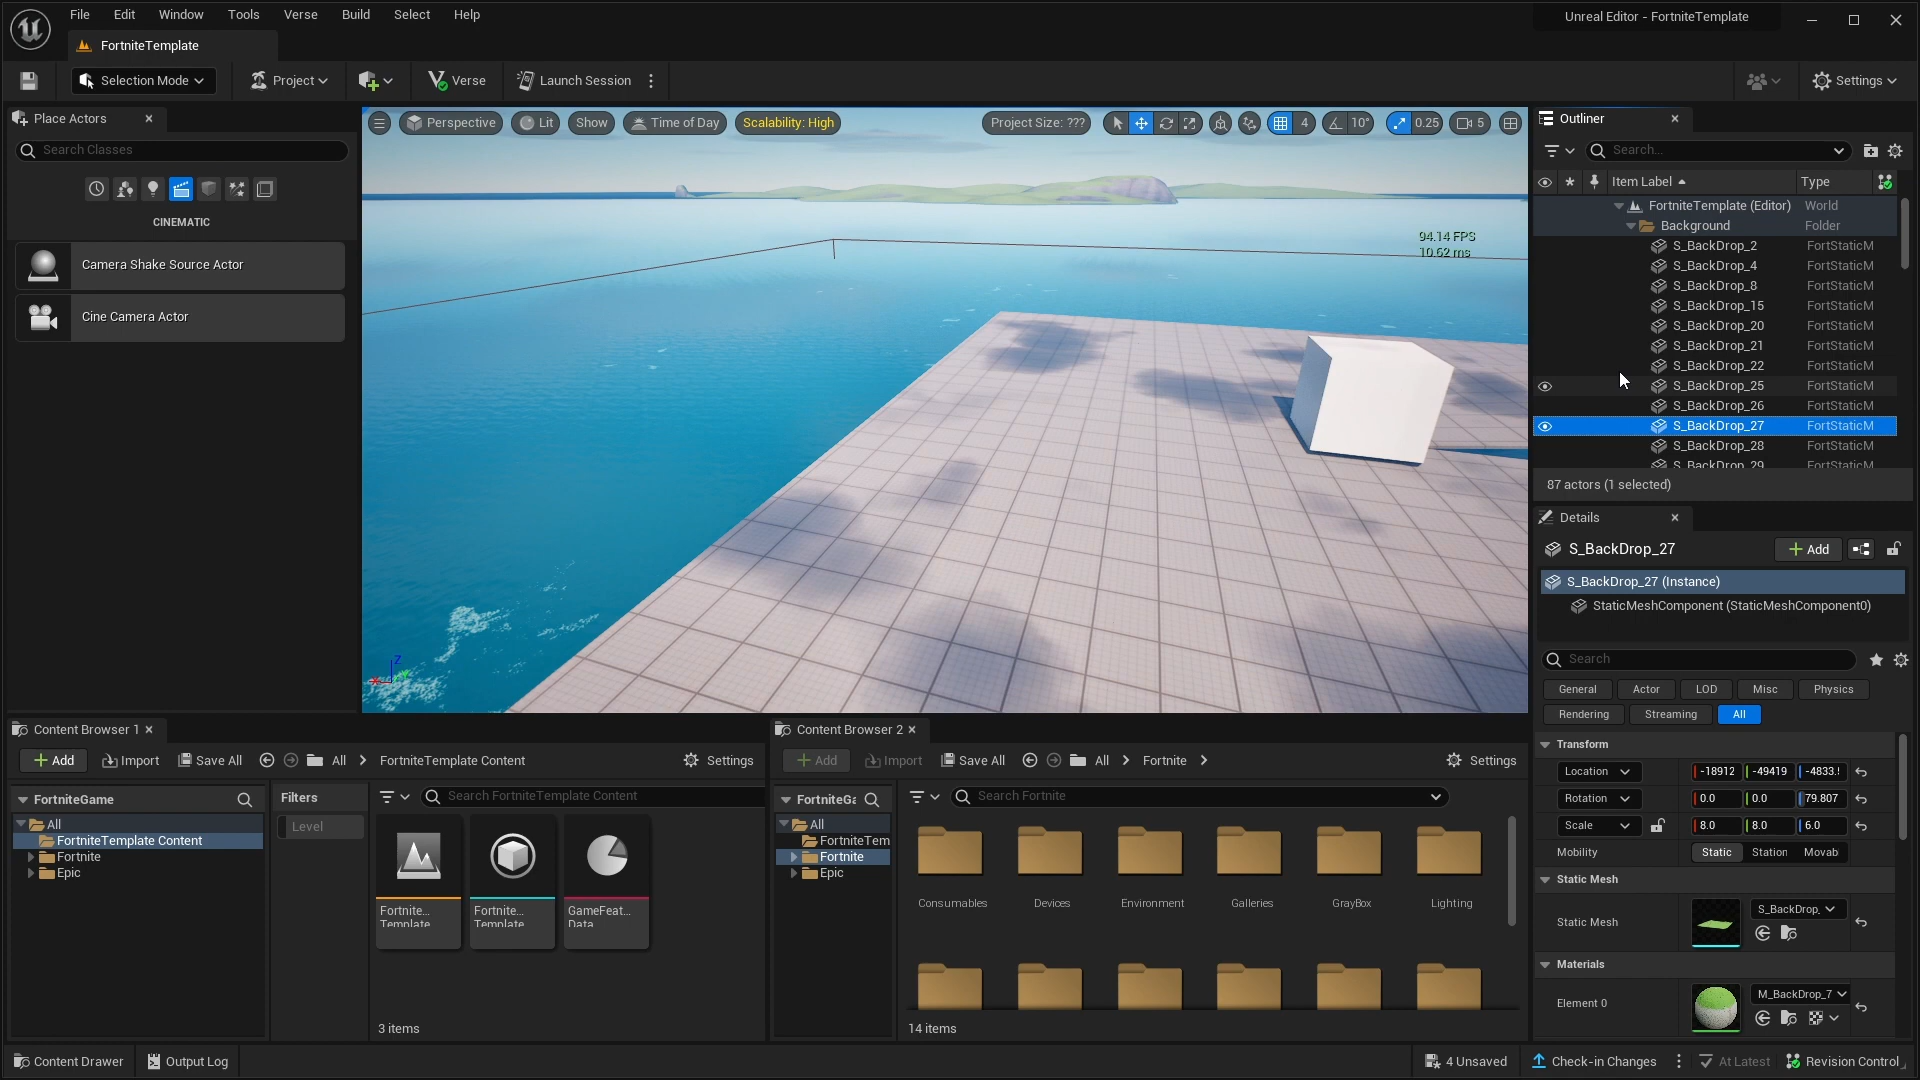 File Edit Window Tools Verse Build Select Help
Unreal Editor - FortniteTemplate
FortniteTemplate
Selection Mode
Project
Verse
Launch Session
Settings
Place Actors
Search Classes
CINEMATIC
Camera Shake Source Actor
Cine Camera Actor
Perspective Lit Show Time of Day Scalability: High
Project Size: ???
4 10° 0.25 5
94.14 FPS
10.62 ms
Z
Outliner
Search...
Item Label Type
FortniteTemplate (Editor) World
Background Folder
S_BackDrop_2 FortStaticM
S_BackDrop_4 FortStaticM
S_BackDrop_8 FortStaticM
S_BackDrop_15 FortStaticM
S_BackDrop_20 FortStaticM
S_BackDrop_21 FortStaticM
S_BackDrop_22 FortStaticM
S_BackDrop_25 FortStaticM
S_BackDrop_26 FortStaticM
S_BackDrop_27 FortStaticM
S_BackDrop_28 FortStaticM
S_BackDrop_29 FortStaticM
87 actors (1 selected)
Details
S_BackDrop_27
Add
S_BackDrop_27 (Instance)
StaticMeshComponent (StaticMeshComponent0)
Search
General Actor LOD Misc Physics
Rendering Streaming All
Transform
Location -18912 -49419 -4833.
Rotation 0.0 0.0 79.807
Scale 8.0 8.0 6.0
Mobility Static Station Movab
Static Mesh
Static Mesh S_BackDrop_
Materials
Element 0 M_BackDrop_7
Content Browser 1
Add Import Save All All FortniteTemplate Content Settings
FortniteGame
All
FortniteTemplate Content
Fortnite
Epic
Filters
Level
Search FortniteTemplate Content
Fortnite...
Template
Fortnite...
Template
GameFeat...
Data
3 items
Content Browser 2
Add Import Save All All Fortnite Settings
FortniteGa
All
FortniteTem
Fortnite
Epic
Search Fortnite
Consumables Devices Environment Galleries GrayBox Lighting
14 items
Content Drawer Output Log
4 Unsaved Check-in Changes At Latest Revision Control